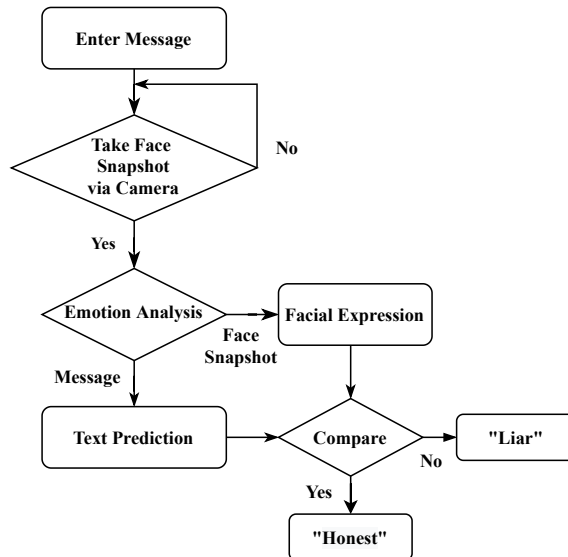 Enter Message
Take Face
Snapshot
via Camera
No
Yes
Emotion Analysis
Facial Expression
Face
Snapshot
Message
Text Prediction
Compare
"Liar"
No
Yes
"Honest"